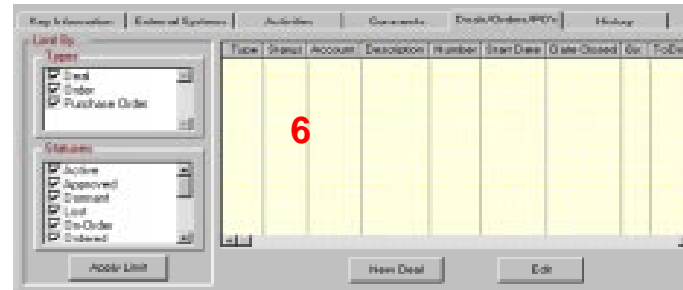 Key Information External Systems Activities Comments Deals/Orders/PO's History
Limit By
Types
Deal
Order
Purchase Order
Statuses
Active
Approved
Dormant
Lost
On-Order
Ordered
Apply Limit
Type Status Account Description Number Start Date Date Closed By ToDo
6
New Deal Edit